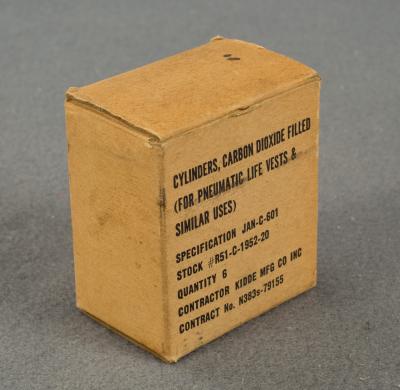 CYLINDERS, CARBON DIOXIDE FILLED
(FOR PNEUMATIC LIFE VESTS &
SIMILAR USES)
SPECIFICATION JAN-C-601
STOCK #R51-C-1952-20
QUANTITY 6
CONTRACTOR KIDDE MFG CO INC
CONTRACT No. N383s-79155